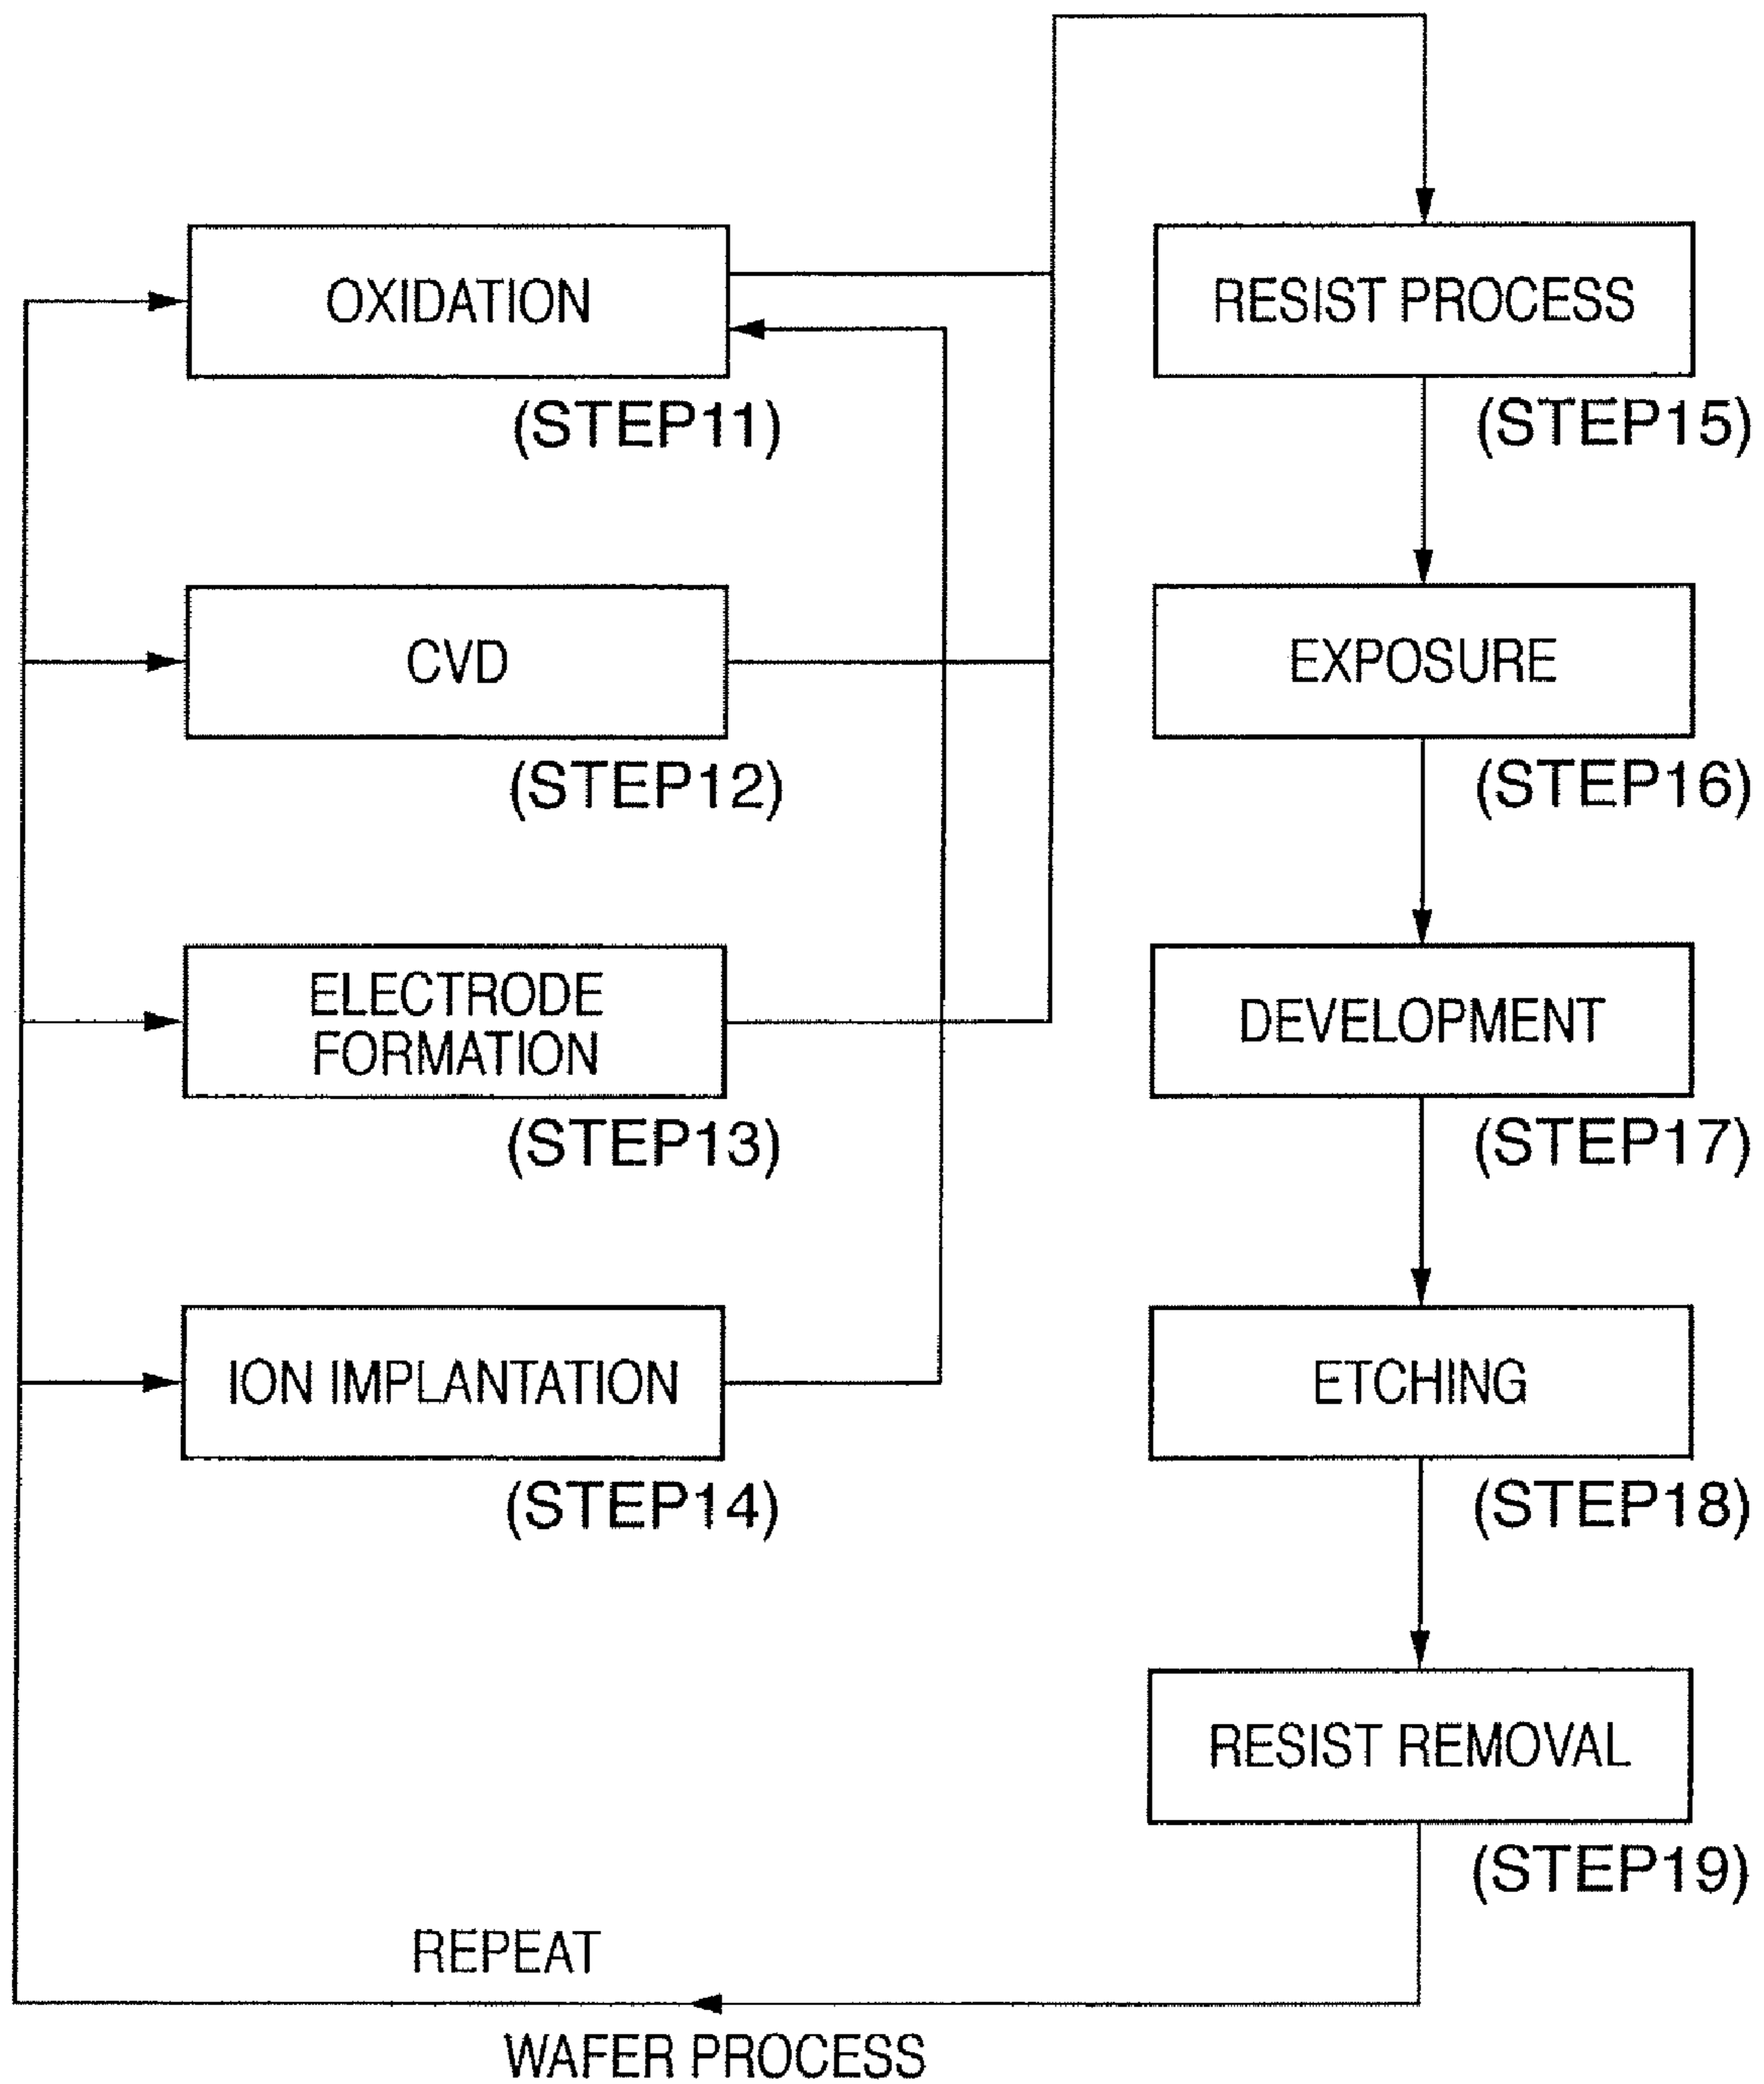 OXIDATION
(STEP11)
CVD
(STEP12)
ELECTRODE
FORMATION
(STEP13)
ION IMPLANTATION
(STEP14)
RESIST PROCESS
(STEP15)
EXPOSURE
(STEP16)
DEVELOPMENT
(STEP17)
ETCHING
(STEP18)
RESIST REMOVAL
(STEP19)
REPEAT
WAFER PROCESS